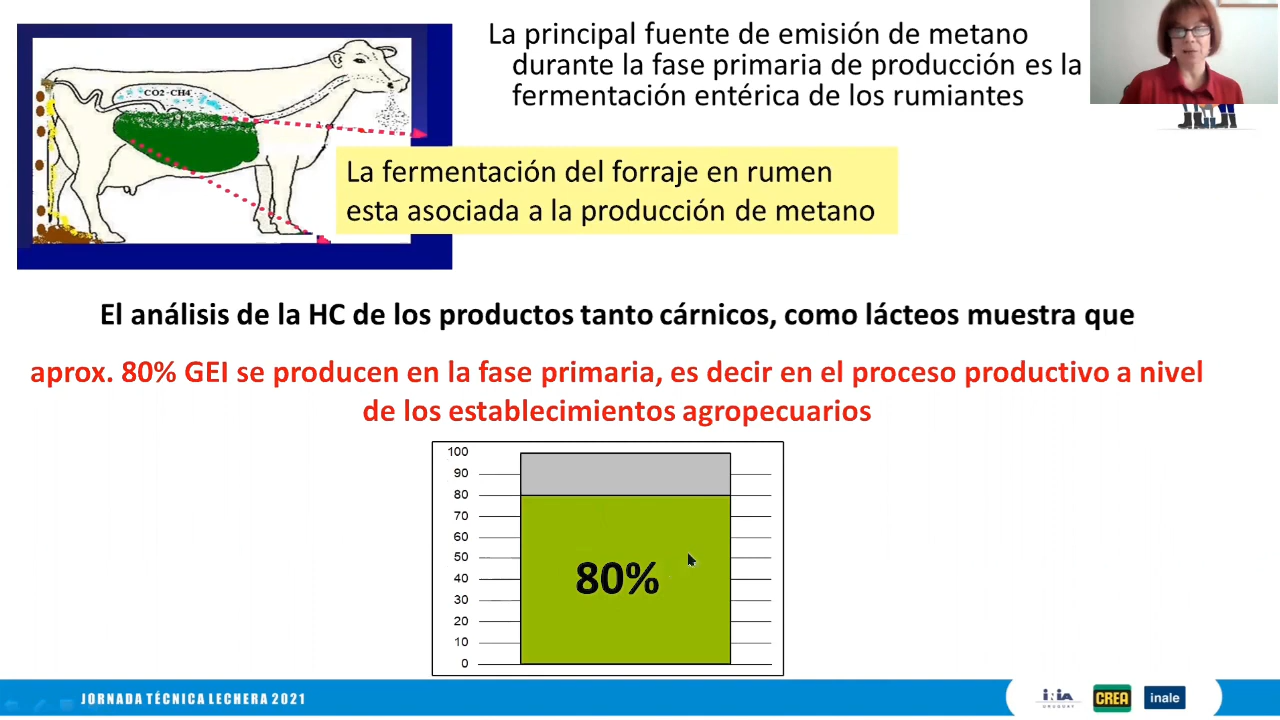 La principal fuente de emisión de metano
durante la fase primaria de producción es la
fermentación entérica de los rumiantes
CO2 -CH4
La fermentación del forraje en rumen
esta asociada a la producción de metano
El análisis de la HC de los productos tanto cárnicos, como lácteos muestra que
aprox. 80% GEI se producen en la fase primaria, es decir en el proceso productivo a nivel
de los establecimientos agropecuarios
100
90
80
70
60
50
40
30
20
10
0
80%
JORNADA TÉCNICA LECHERA 2021
inia
URUGUAY
CREA
inale